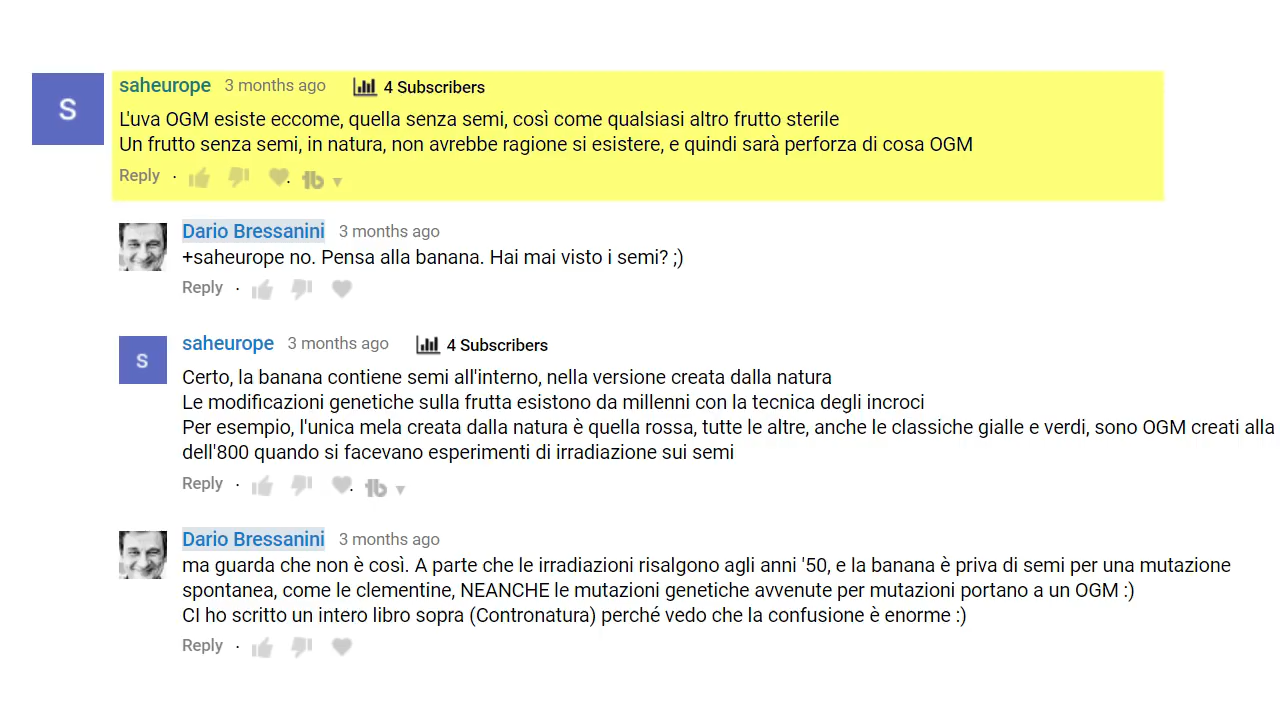 S
saheurope 3 months ago 4 Subscribers
L'uva OGM esiste eccome, quella senza semi, così come qualsiasi altro frutto sterile
Un frutto senza semi, in natura, non avrebbe ragione si esistere, e quindi sarà perforza di cosa OGM
Reply
Dario Bressanini 3 months ago
+saheurope no. Pensa alla banana. Hai mai visto i semi? ;)
Reply
S
saheurope 3 months ago 4 Subscribers
Certo, la banana contiene semi all'interno, nella versione creata dalla natura
Le modificazioni genetiche sulla frutta esistono da millenni con la tecnica degli incroci
Per esempio, l'unica mela creata dalla natura è quella rossa, tutte le altre, anche le classiche gialle e verdi, sono OGM creati alla
dell'800 quando si facevano esperimenti di irradiazione sui semi
Reply
Dario Bressanini 3 months ago
ma guarda che non è così. A parte che le irradiazioni risalgono agli anni '50, e la banana è priva di semi per una mutazione
spontanea, come le clementine, NEANCHE le mutazioni genetiche avvenute per mutazioni portano a un OGM :)
CI ho scritto un intero libro sopra (Contronatura) perché vedo che la confusione è enorme :)
Reply